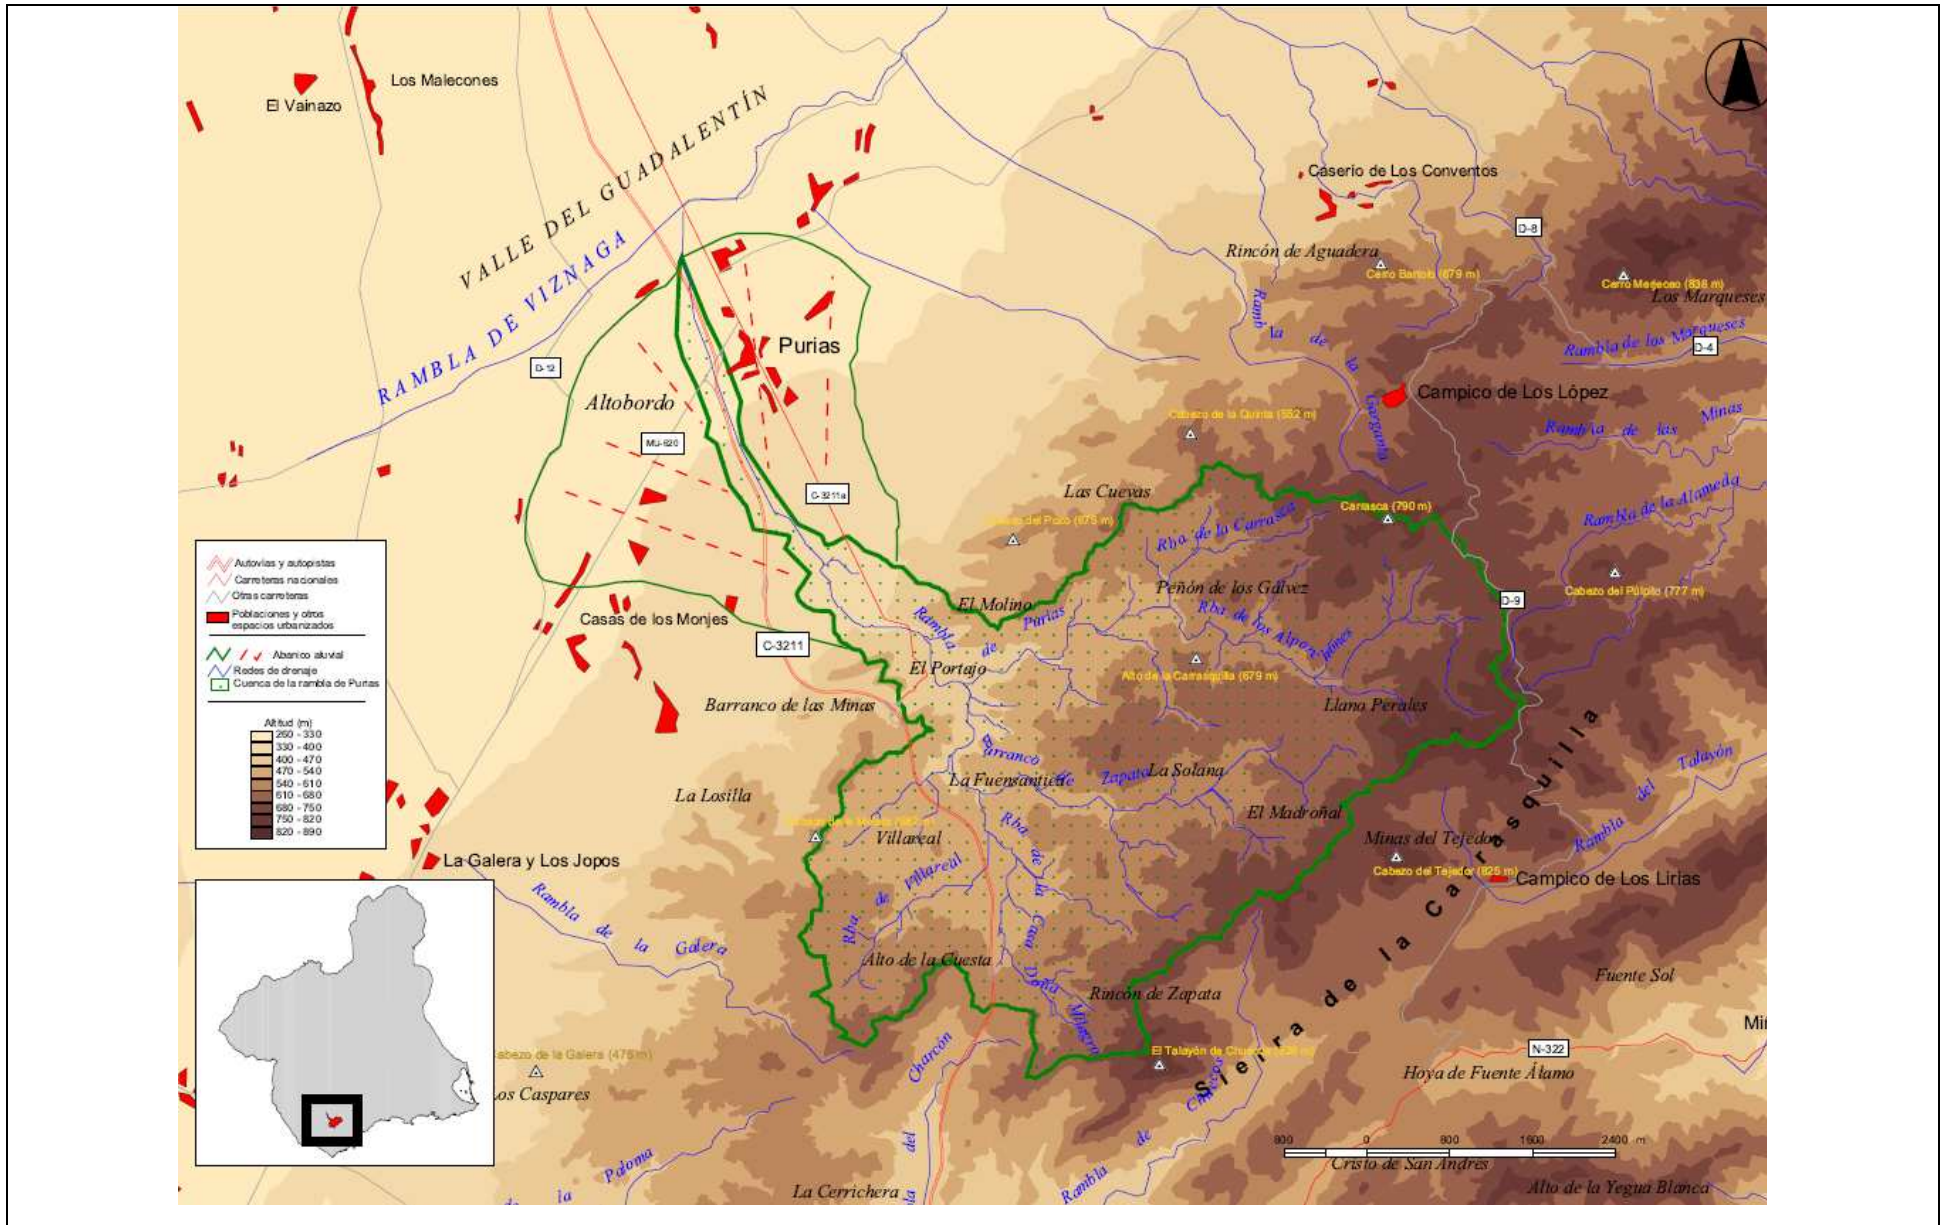 Los Malecones
El Vainazo
VALLE DEL GUADALENTÍN
RAMBLA DE VIZNAGA
Caserio de Los Conventos
D-8
Rincón de Aguadera
Cerro Bartolo (679 m)
Los Marqueses
Rambla de los Marqueses
D-4
Rambla de la Garganta
Purias
D-12
Altobordo
MU-620
C-3211a
Campico de Los López
Cabezo de la Quinta (552 m)
Rambla de las Minas
Las Cuevas
Rba de la Carrasca
Carrasca (790 m)
Rambla de la Alameda
Peñón de los Gálvez
Cabezo del Púlpito (777 m)
D-9
El Molino
Rambla de Purias
Rba de los Alporchones
Casas de los Monjes
C-3211
El Portajo
Alto de la Carrasquilla (679 m)
Barranco de las Minas
Llano Perales
Barranco de Zapata
La Solana
La Losilla
El Madroñal
Villareal
Rba de Villareal
Rba de la Casa Doña Milagro
Minas del Tejedor
Cabezo del Tejedor (825 m)
Campico de Los Lirias
Rambla del Talayón
Sierra de la Carrasquilla
La Galera y Los Jopos
Rambla de la Galera
Alto de la Cuesta
Rincón de Zapata
Fuente Sol
N-322
Hoya de Fuente Álamo
Charcón
del
la Paloma
La Cerrichera
Rambla de
Cristo de San Andrés
Alto de la Yegua Blanca
800 0 800 1600 2400 m
Autovías y autopistas
Carreteras nacionales
Otras carreteras
Poblaciones y otros
espacios urbanizados
Abanico aluvial
Redes de drenaje
Cuenca de la rambla de Purias
Altitud (m)
260 - 330
330 - 400
400 - 470
470 - 540
540 - 610
610 - 680
680 - 750
750 - 820
820 - 890